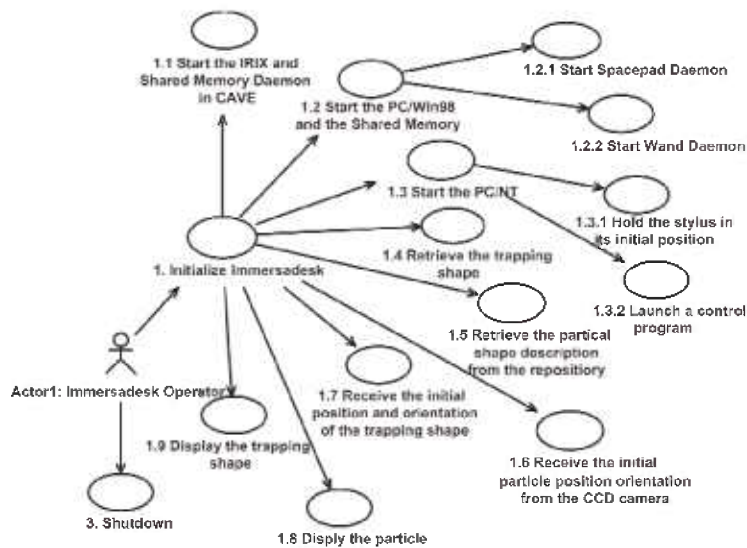 1.1 Start the IRIX and
Shared Memory Daemon
in CAVE
1.2 Start the PC/Win98
and the Shared Memory
1.2.1 Start Spacepad Daemon
1.2.2 Start Wand Daemon
1.3 Start the PC/NT
1.3.1 Hold the stylus in
its initial position
1.3.2 Launch a control
program
1. Initialize Immersadesk
1.4 Retrieve the trapping
shape
1.5 Retrieve the partical
shape description
from the repositiory
Actor1: Immersadesk Operator
1.7 Receive the initial
position and orientation
of the trapping shape
1.9 Display the trapping
shape
1.6 Receive the initial
particle position orientation
from the CCD camera
3. Shutdown
1.8 Disply the particle